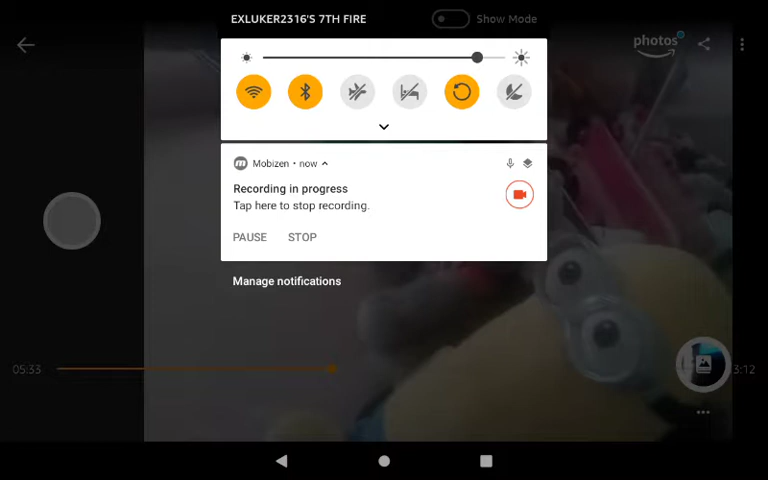 EXLUKER2316'S 7TH FIRE
Show Mode
photos
Mobizen • now
Recording in progress
Tap here to stop recording.
PAUSE STOP
Manage notifications
05:33
3:12